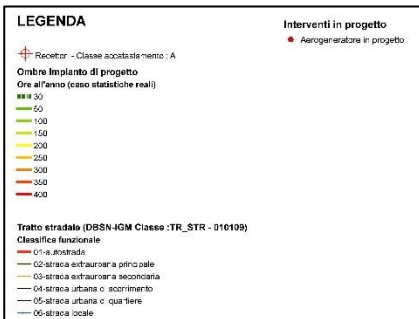 LEGENDA
Interventi in progetto
Aerogeneratore in progetto
Recettori - Classe accatastamento : A
Ombre Impianto di progetto
Ore all'anno (caso statistiche reali)
30
50
100
150
200
250
300
350
400
Tratto stradale (DBSN-IGM Classe :TR_STR - 010109)
Classifica funzionale
01-autostrada
02-strada extraurbana principale
03-strada extraurbana secondaria
04-strada urbana di scorrimento
05-strada urbana di quartiere
06-strada locale